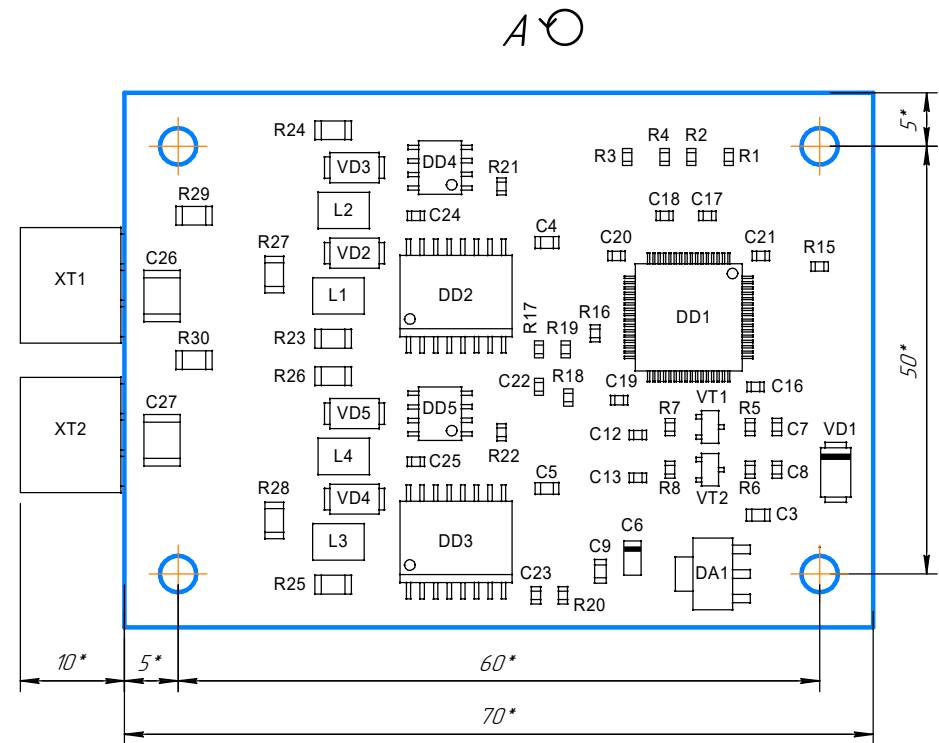 A
5*
R24
R4 R2
R3 R1
VD3 DD4 R21
R29
L2 C24 C18 C17
C4
R27 VD2 C20 C21 R15
XT1 C26
L1 DD2 DD1
R17 R19 R16
R23
R30
50*
R26 C22 R18 C19 C16
VD5 DD5 R7 VT1 R5 C7 VD1
XT2 C27
C12
L4 R22
C25 C13 R8 VT2 R6 C8
R28 VD4 C5
C3
L3 DD3 C6
C9 DA1
R25 C23 R20
10* 5* 60*
70*